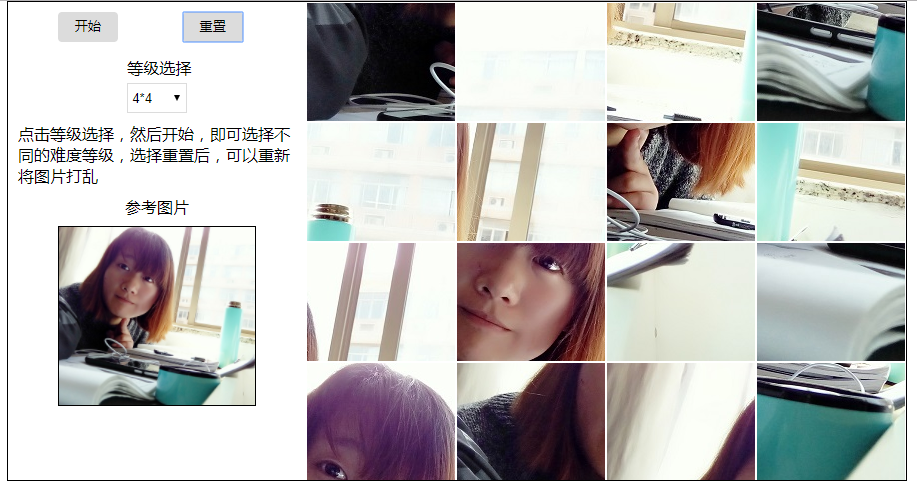 开始
重置
等级选择
4*4
点击等级选择，然后开始，即可选择不
同的难度等级，选择重置后，可以重新
将图片打乱
参考图片